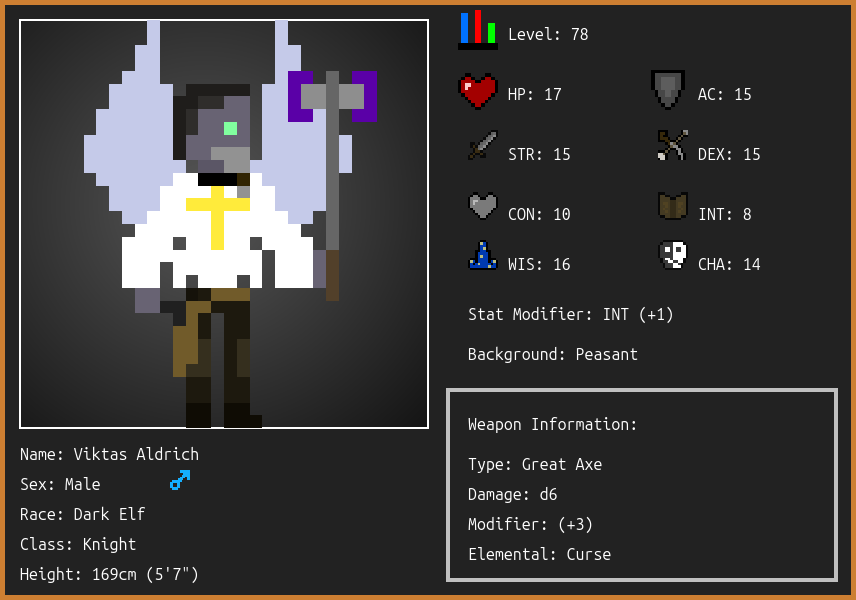 Level: 78
HP: 17
AC: 15
STR: 15
DEX: 15
CON: 10
INT: 8
WIS: 16
CHA: 14
Stat Modifier: INT (+1)
Background: Peasant
Weapon Information:
Type: Great Axe
Damage: d6
Modifier: (+3)
Elemental: Curse
Name: Viktas Aldrich
Sex: Male
Race: Dark Elf
Class: Knight
Height: 169cm (5'7")